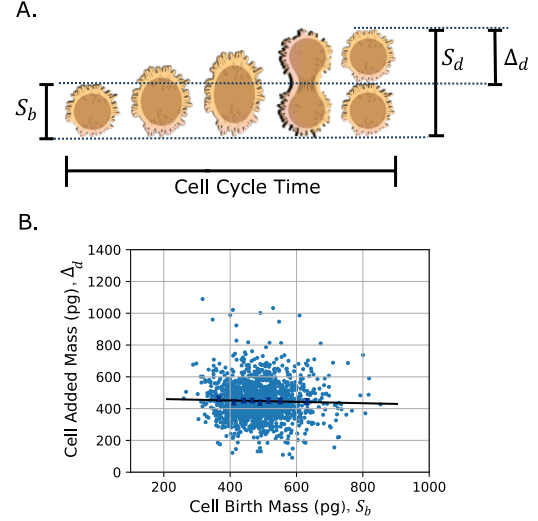 A.
S_b
S_d
Δ_d
Cell Cycle Time
B.
1400
1200
1000
800
600
400
200
0
Cell Added Mass (pg), Δ_d
200 400 600 800 1000
Cell Birth Mass (pg), S_b